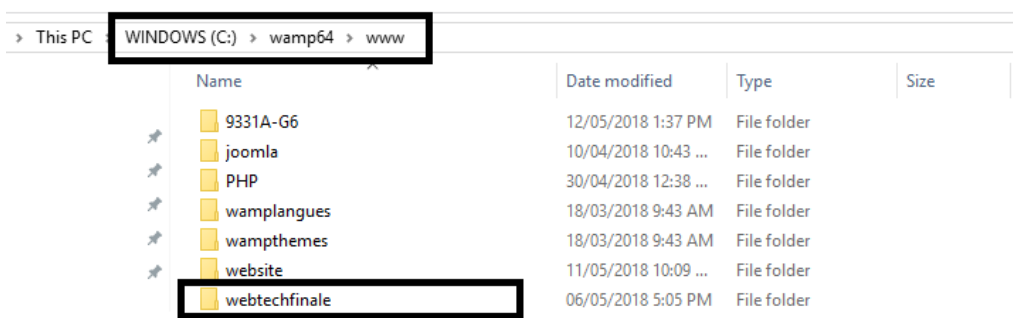 > This PC > WINDOWS (C:) > wamp64 > www
Name Date modified Type Size
9331A-G6 12/05/2018 1:37 PM File folder
joomla 10/04/2018 10:43 ... File folder
PHP 30/04/2018 12:38 ... File folder
wamplangues 18/03/2018 9:43 AM File folder
wampthemes 18/03/2018 9:43 AM File folder
website 11/05/2018 10:09 ... File folder
webtechfinale 06/05/2018 5:05 PM File folder